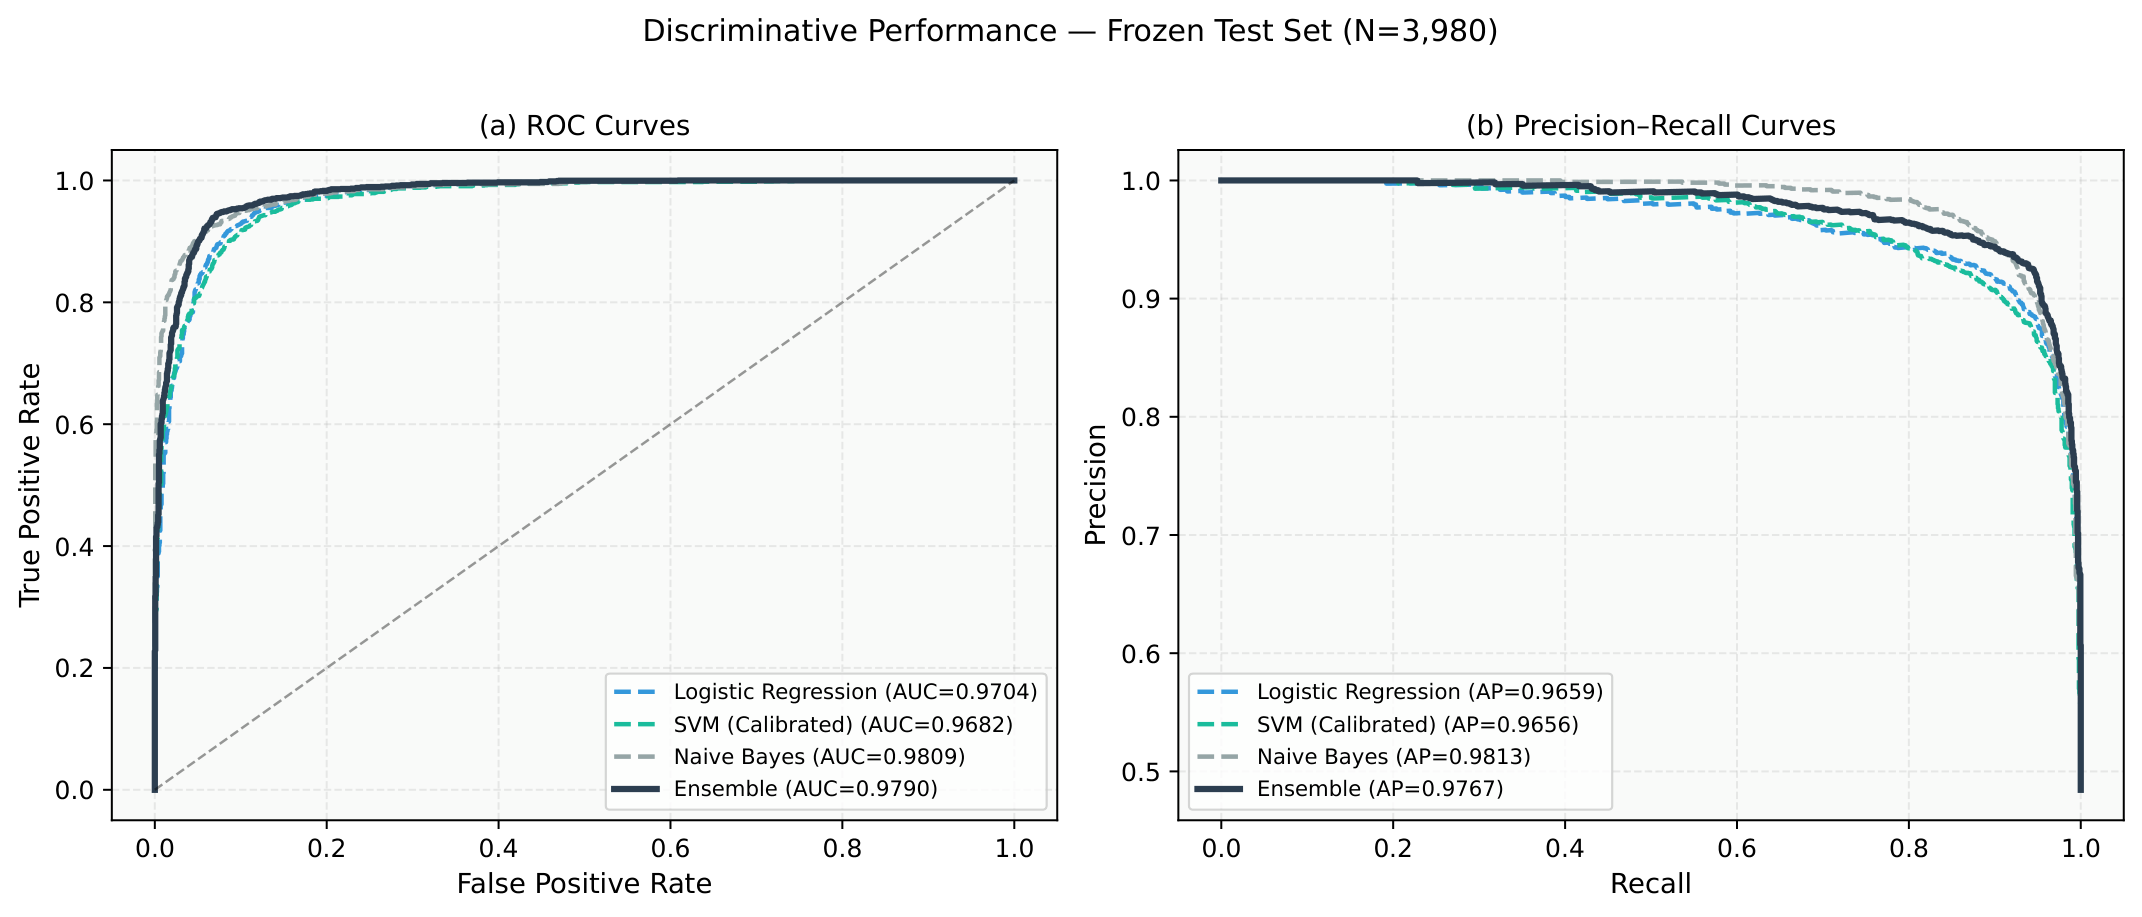 Discriminative Performance — Frozen Test Set (N=3,980)
(a) ROC Curves
True Positive Rate
1.0
0.8
0.6
0.4
0.2
0.0
0.0 0.2 0.4 0.6 0.8 1.0
False Positive Rate
Logistic Regression (AUC=0.9704)
SVM (Calibrated) (AUC=0.9682)
Naive Bayes (AUC=0.9809)
Ensemble (AUC=0.9790)
(b) Precision–Recall Curves
Precision
1.0
0.9
0.8
0.7
0.6
0.5
0.0 0.2 0.4 0.6 0.8 1.0
Recall
Logistic Regression (AP=0.9659)
SVM (Calibrated) (AP=0.9656)
Naive Bayes (AP=0.9813)
Ensemble (AP=0.9767)